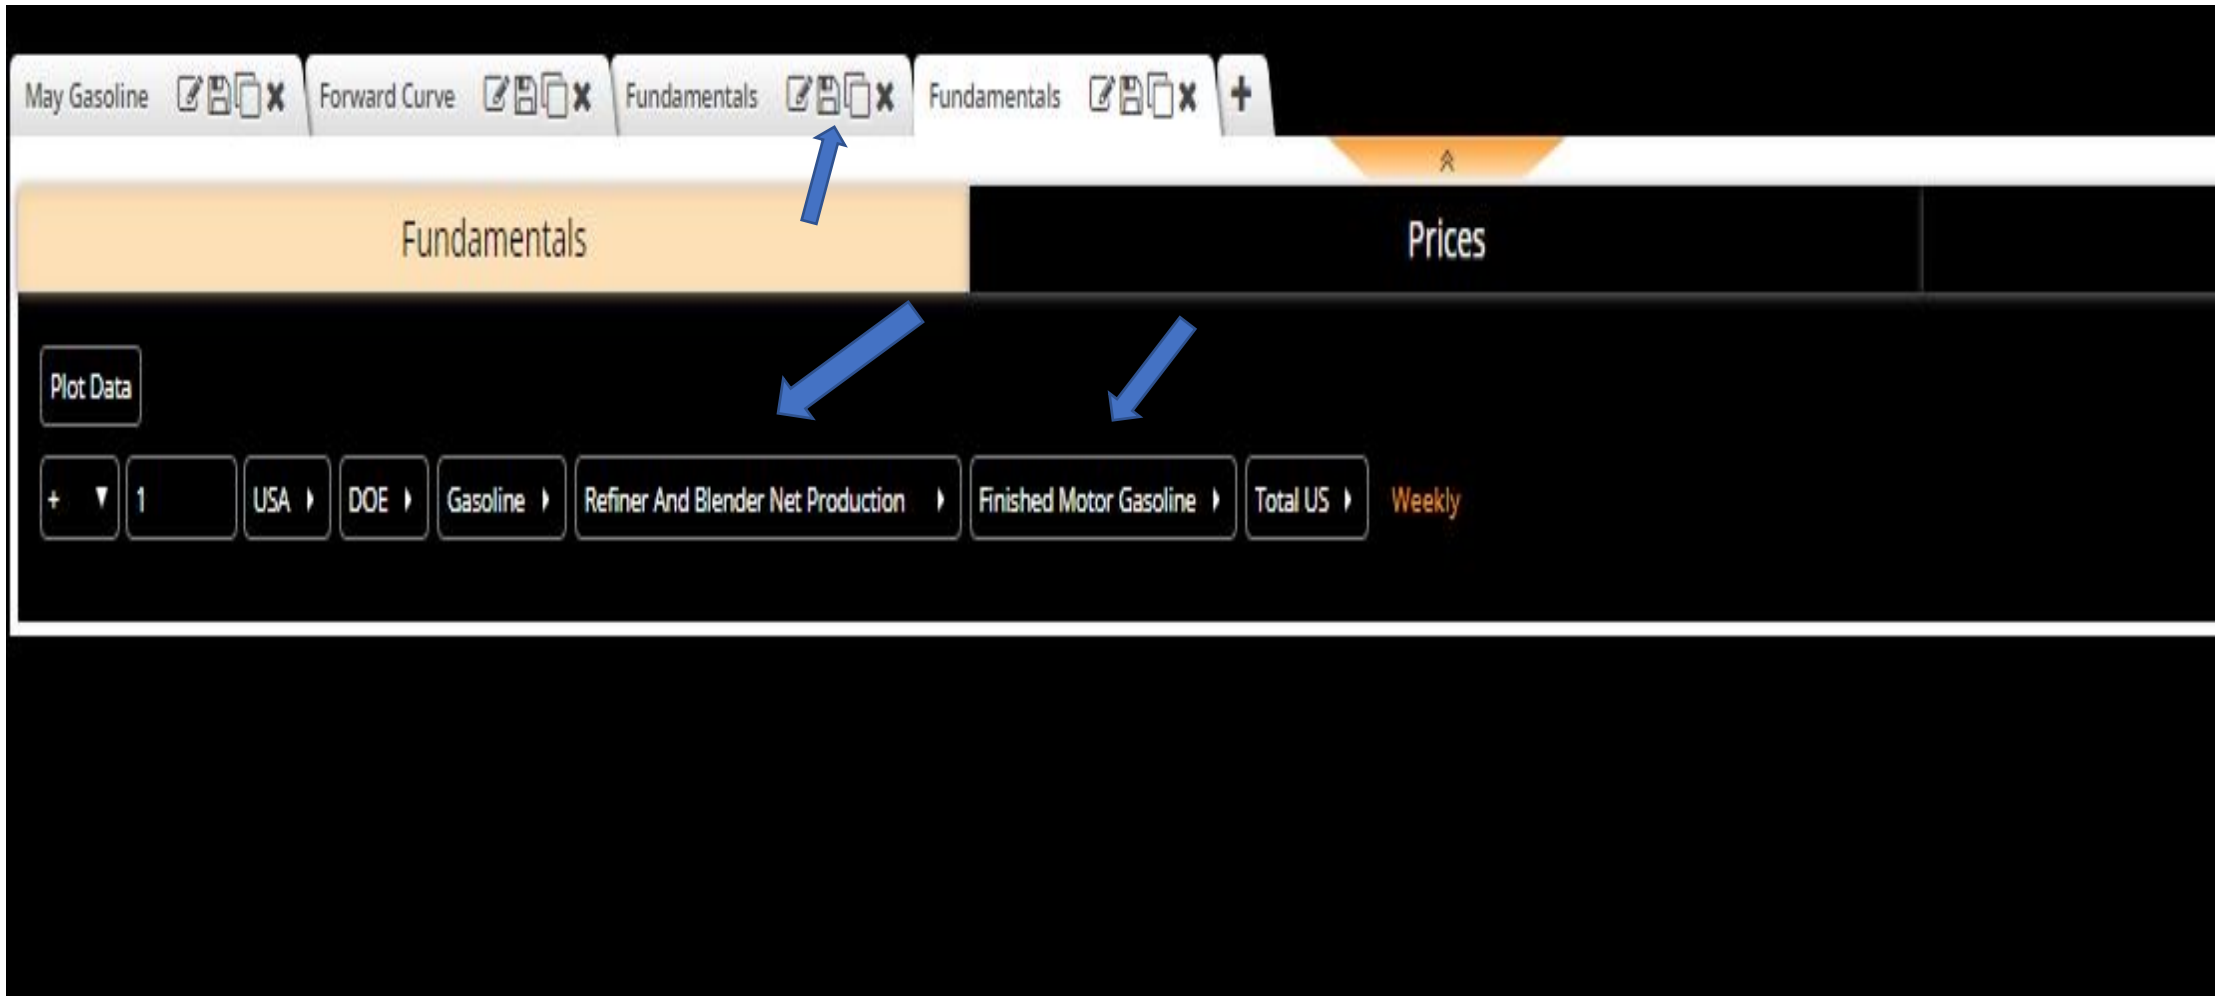 May Gasoline Forward Curve Fundamentals Fundamentals +
Fundamentals Prices
Plot Data
+ 1 USA DOE Gasoline Refiner And Blender Net Production Finished Motor Gasoline Total US Weekly